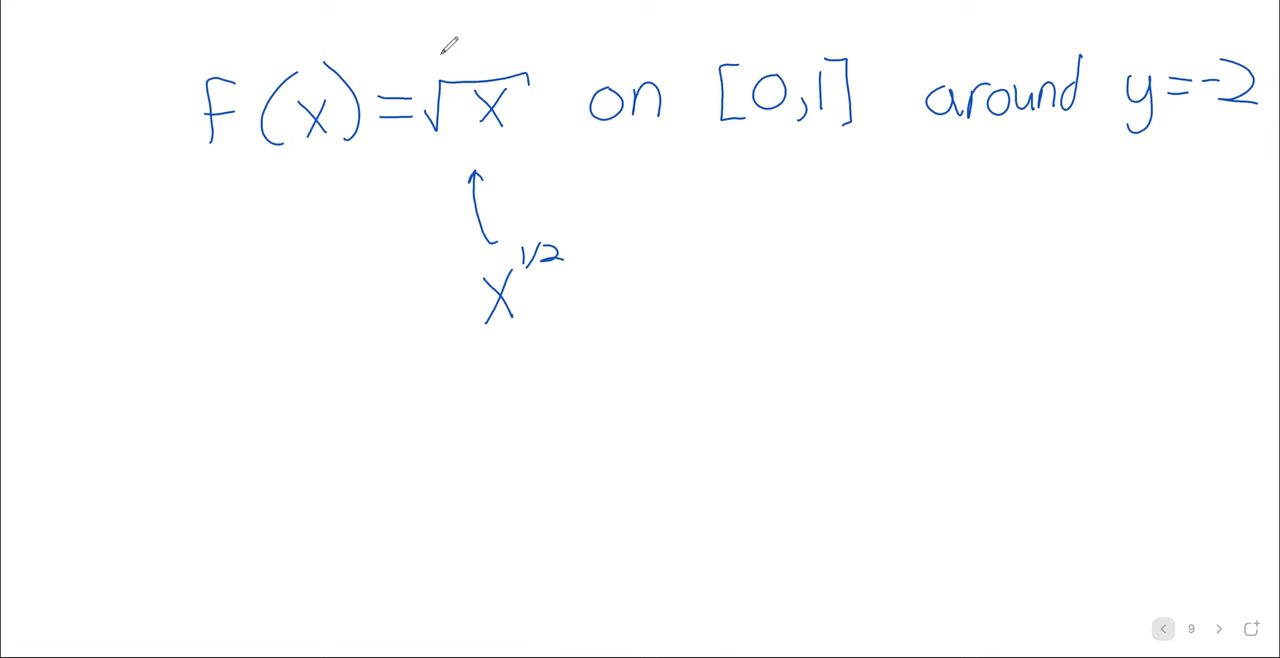 F(x)=√x on [0,1] around y=-2
x^1/2
9